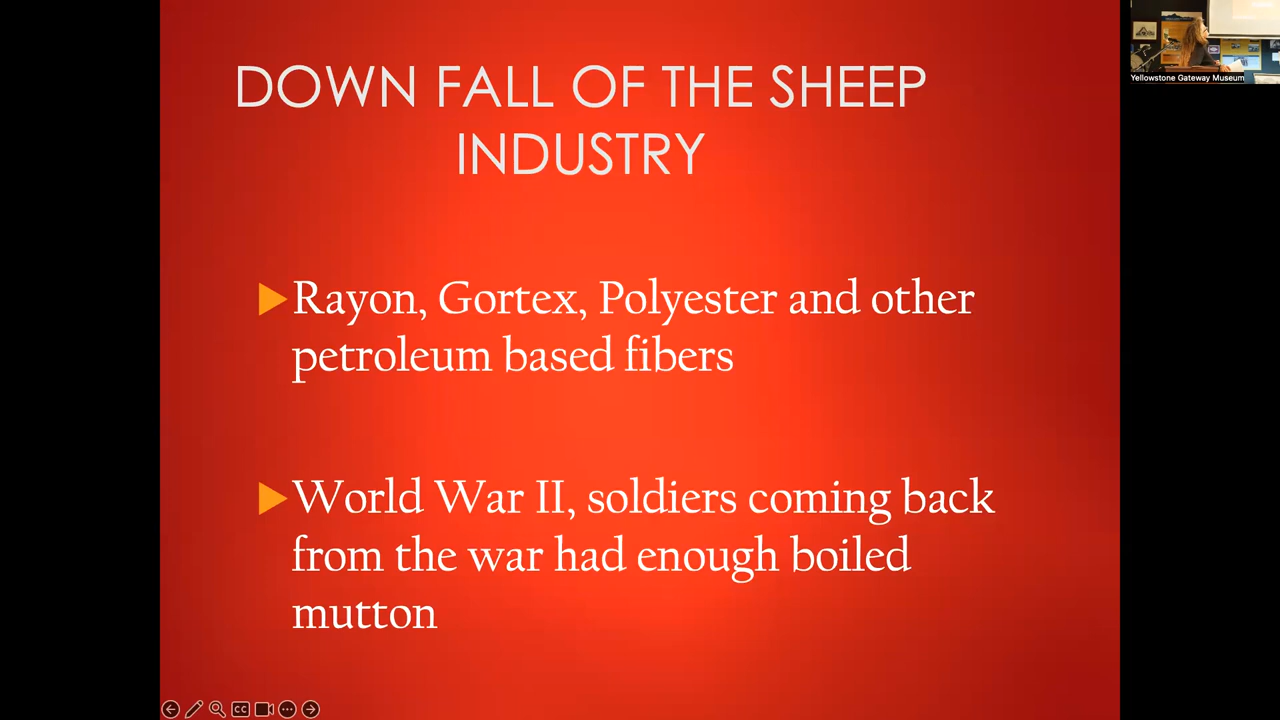 DOWN FALL OF THE SHEEP
INDUSTRY
Rayon, Gortex, Polyester and other
petroleum based fibers
World War II, soldiers coming back
from the war had enough boiled
mutton
Yellowstone Gateway Museum
CC